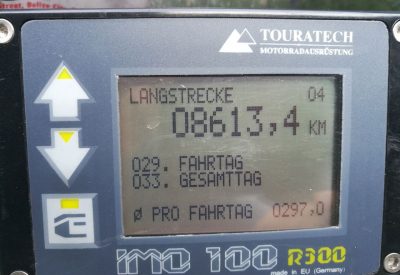 TOURATECH
MOTORRADAUSRÜSTUNG
LANGSTRECKE 04
08613,4 KM
029. FAHRTAG
033. GESAMTTAG
Ø PRO FAHRTAG 0297,0
IMO 100 R300
made in EU (Germany)